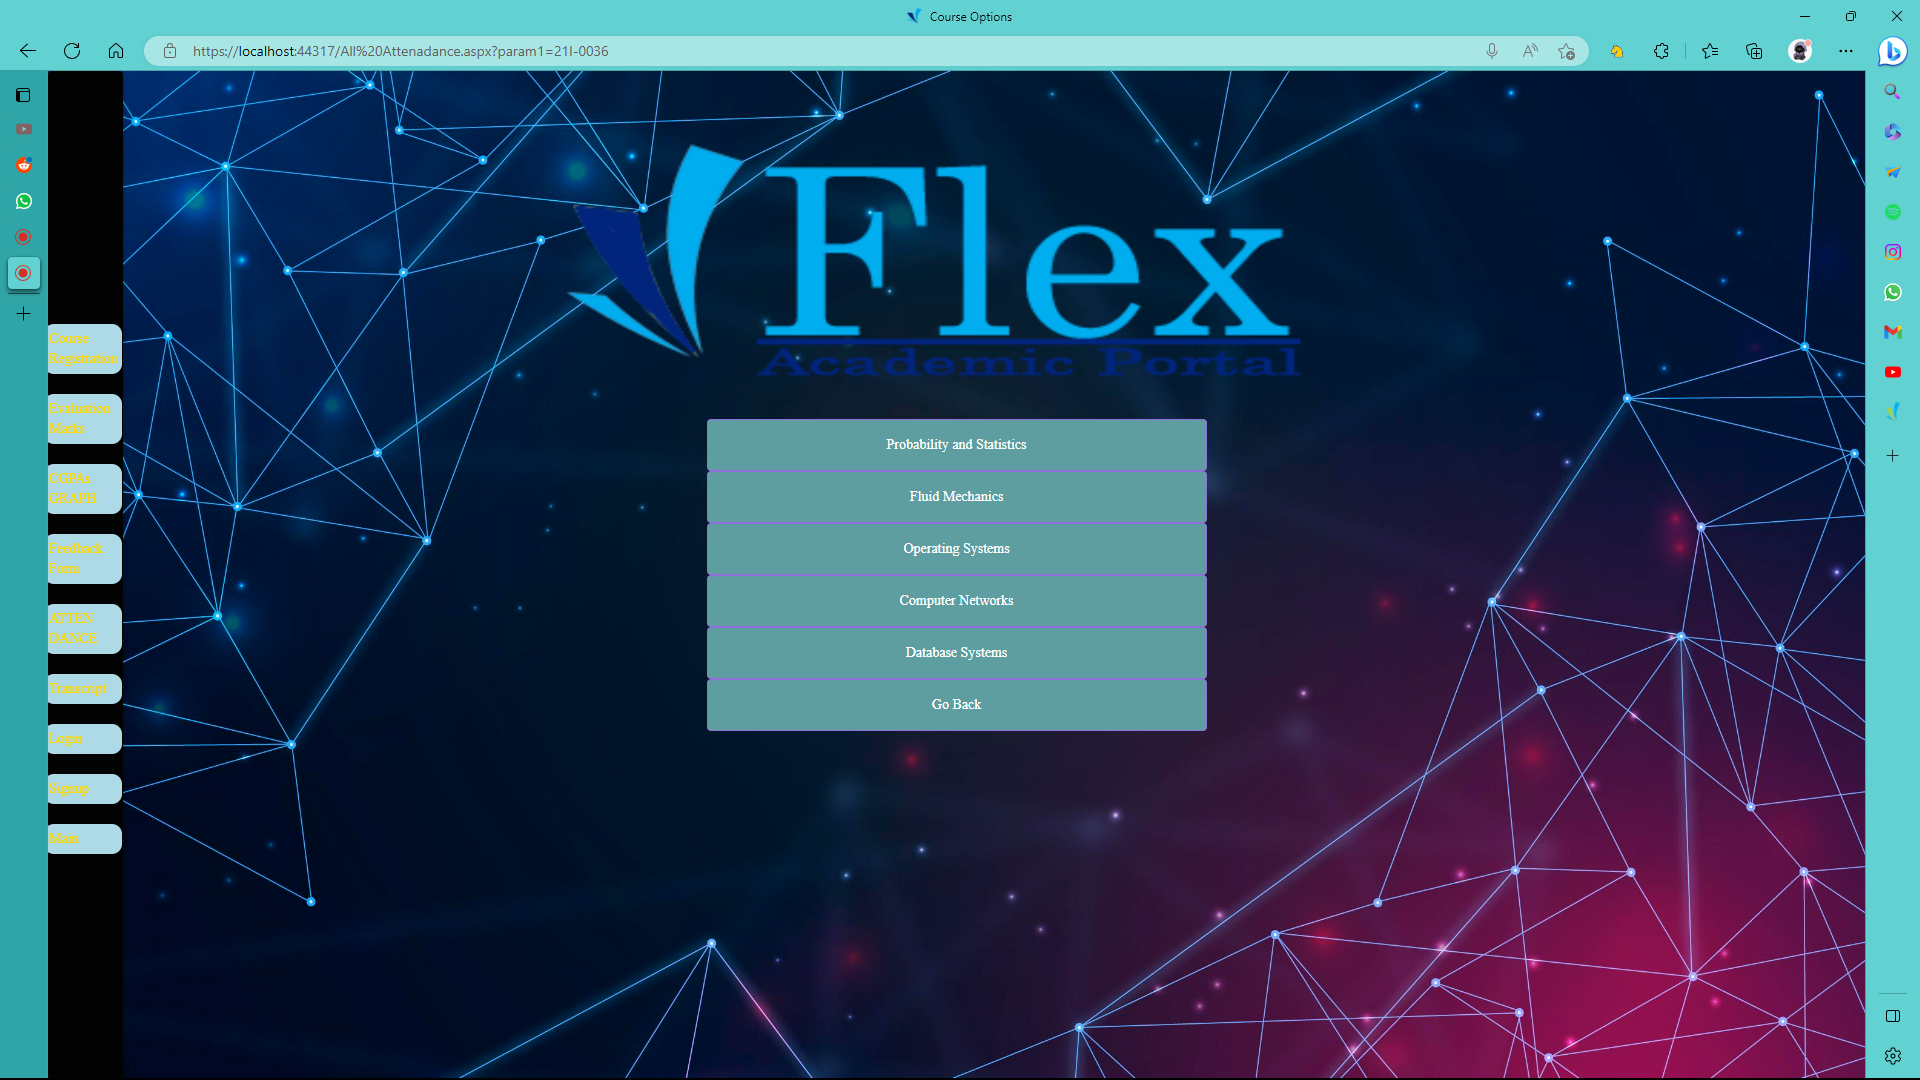 Course Options
https://localhost:44317/All%20Attenadance.aspx?param1=21I-0036
Flex
Academic Portal
Course
Registration
Evaluation
Marks
CGPAs
GRAPH
Feedback
Form
ATTEN
DANCE
Transcript
Login
Signup
Main
Probability and Statistics
Fluid Mechanics
Operating Systems
Computer Networks
Database Systems
Go Back